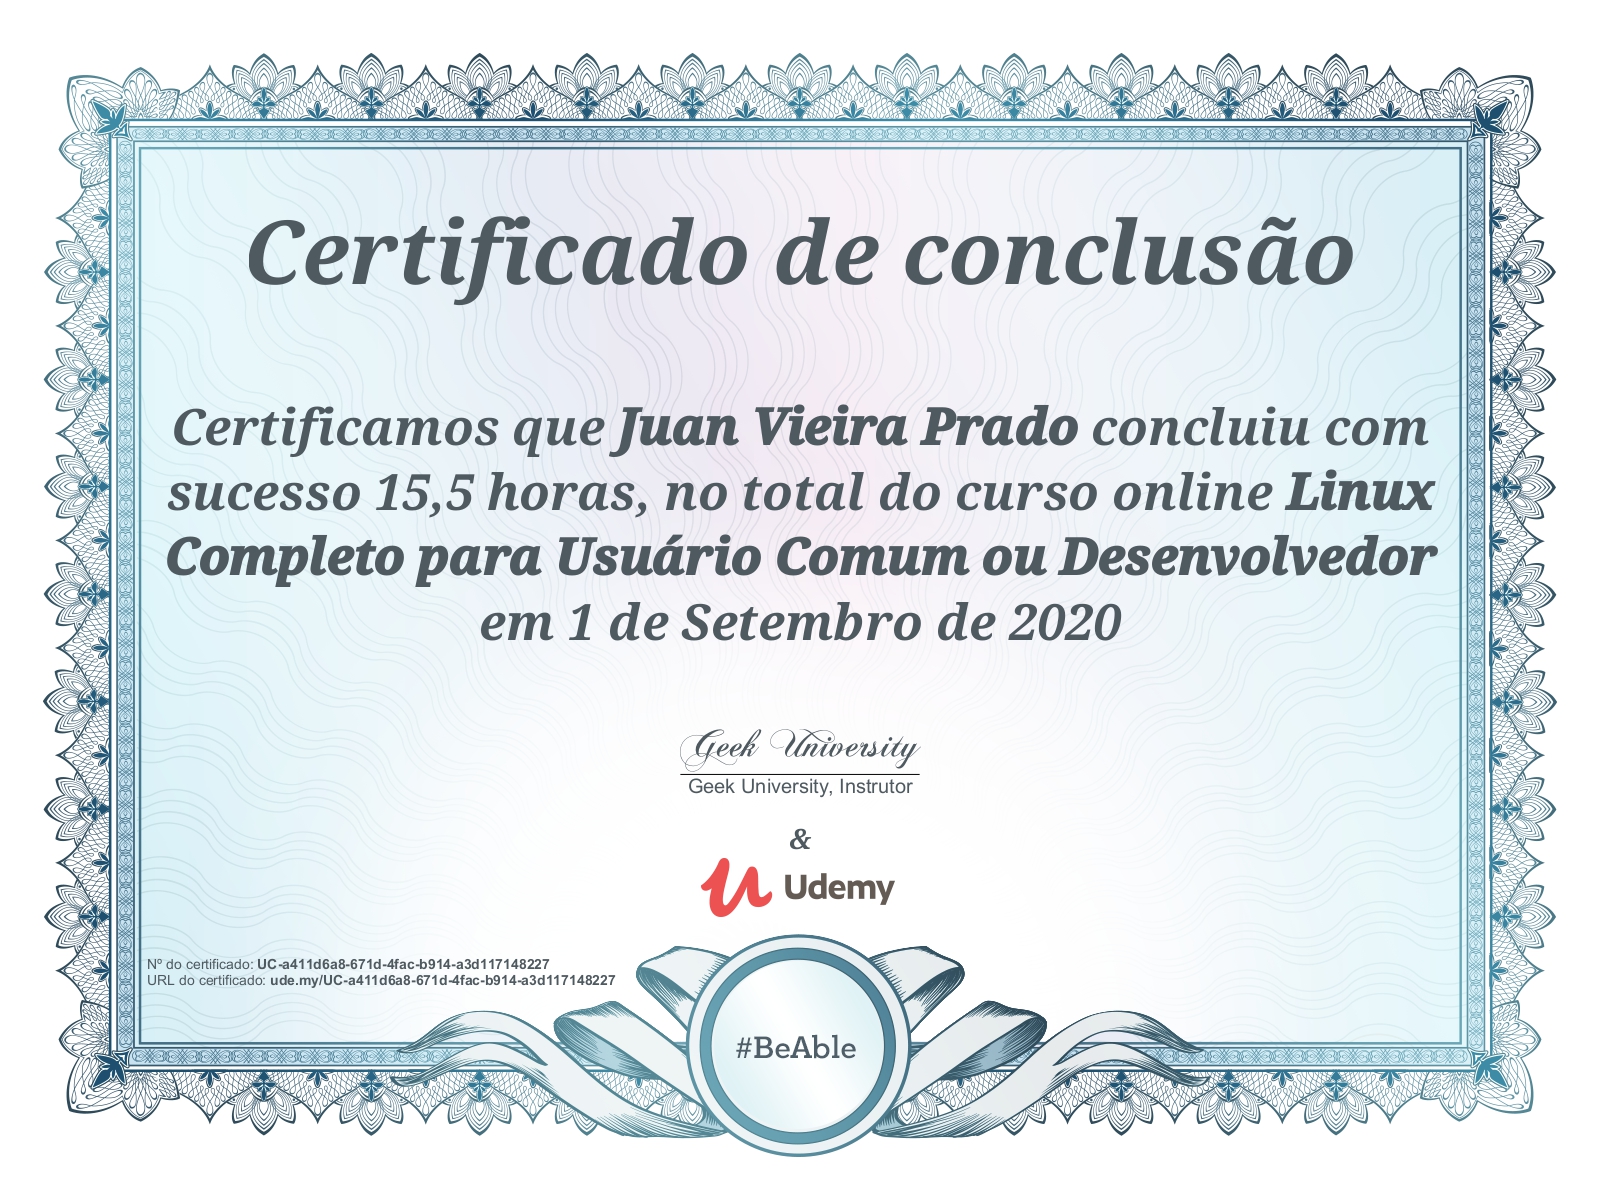 Certificado de conclusão
Certificamos que Juan Vieira Prado concluiu com
sucesso 15,5 horas, no total do curso online Linux
Completo para Usuário Comum ou Desenvolvedor
em 1 de Setembro de 2020
Geek University
Geek University, Instrutor
&
Udemy
Nº do certificado: UC-a411d6a8-671d-4fac-b914-a3d117148227
URL do certificado: ude.my/UC-a411d6a8-671d-4fac-b914-a3d117148227
#BeAble